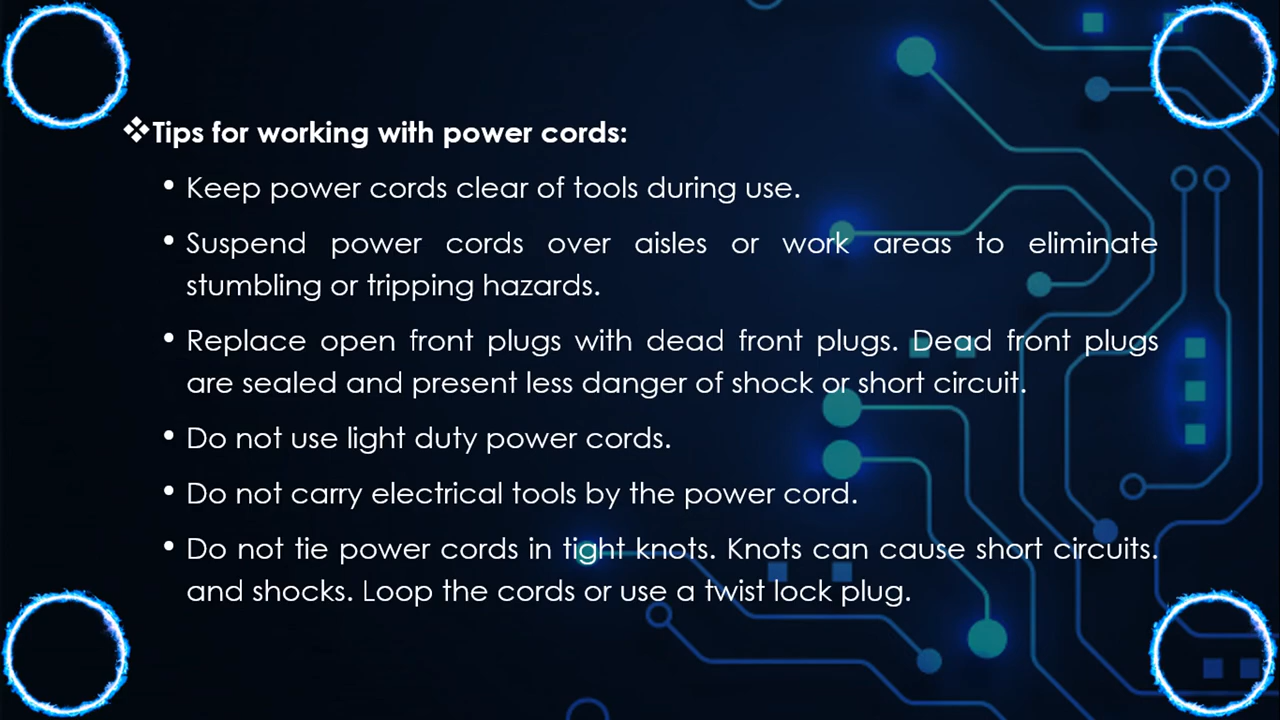 ❖Tips for working with power cords:
• Keep power cords clear of tools during use.
• Suspend power cords over aisles or work areas to eliminate
stumbling or tripping hazards.
• Replace open front plugs with dead front plugs. Dead front plugs
are sealed and present less danger of shock or short circuit.
• Do not use light duty power cords.
• Do not carry electrical tools by the power cord.
• Do not tie power cords in tight knots. Knots can cause short circuits.
and shocks. Loop the cords or use a twist lock plug.